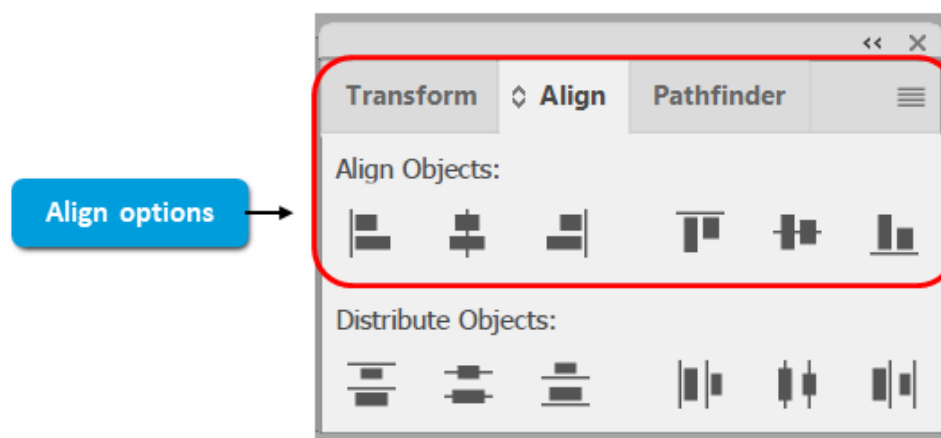 Transform Align Pathfinder
Align Objects:
Align options
Distribute Objects: